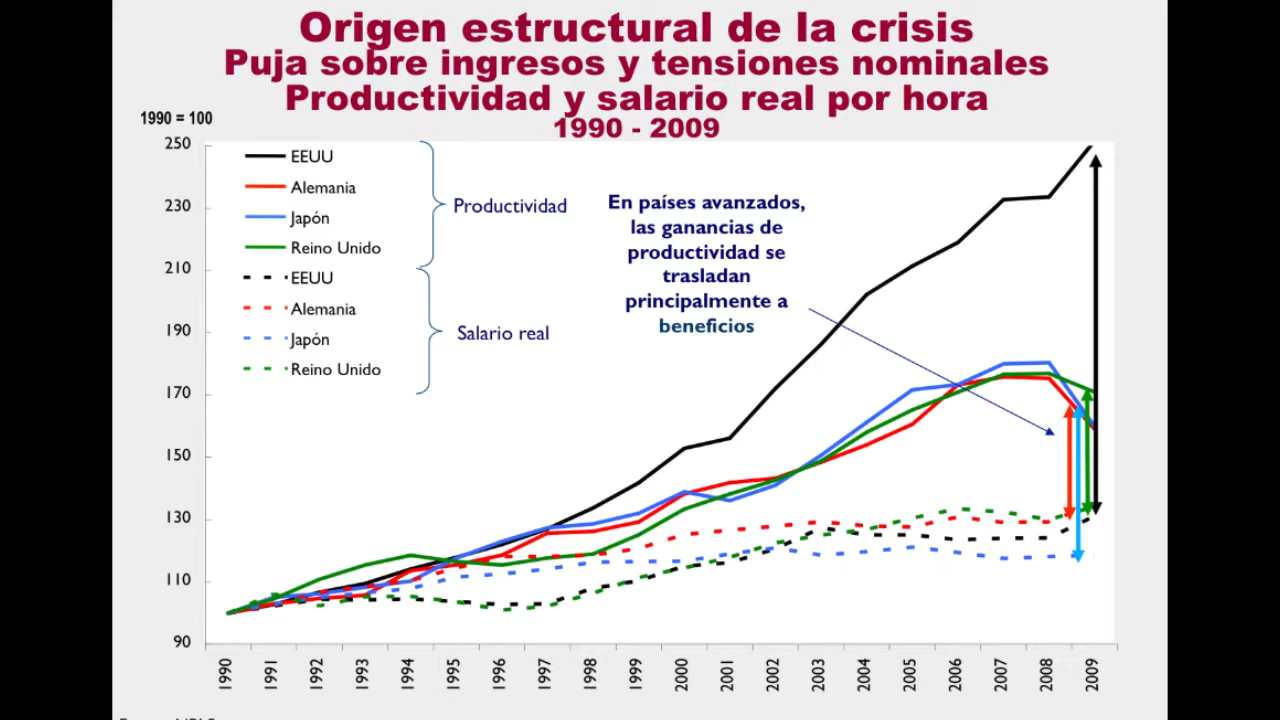 Origen estructural de la crisis
Puja sobre ingresos y tensiones nominales
Productividad y salario real por hora
1990 - 2009
1990 = 100
250
230
210
190
170
150
130
110
90
EEUU
Alemania
Japón
Reino Unido
Productividad
EEUU
Alemania
Japón
Reino Unido
Salario real
En países avanzados,
las ganancias de
productividad se
trasladan
principalmente a
beneficios
1990
1991
1992
1993
1994
1995
1996
1997
1998
1999
2000
2001
2002
2003
2004
2005
2006
2007
2008
2009